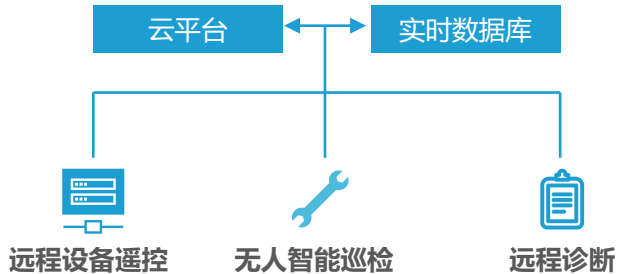 云平台
实时数据库
远程设备遥控
无人智能巡检
远程诊断